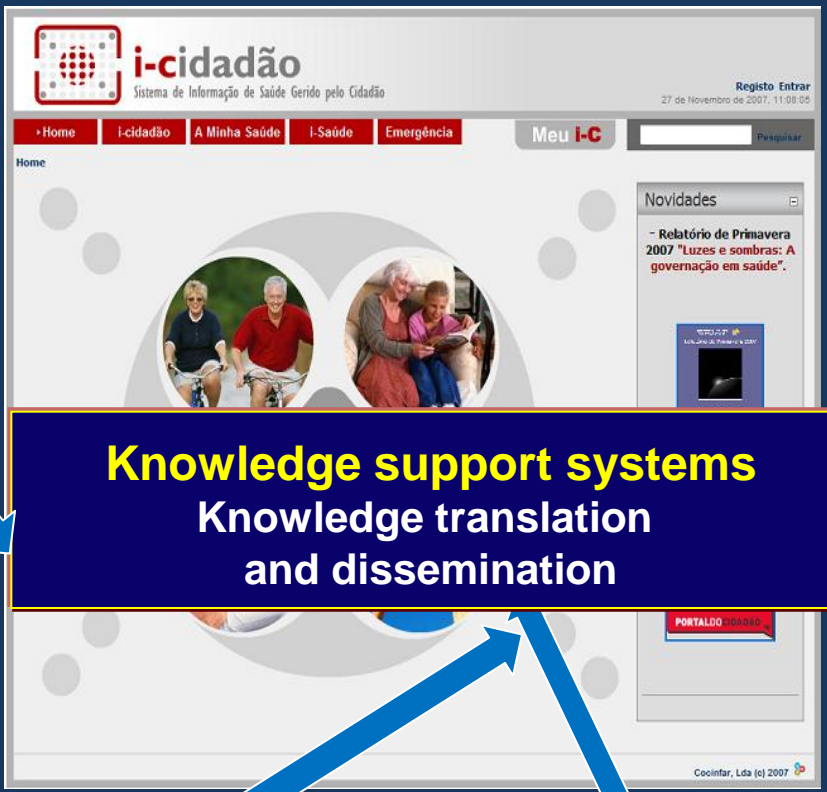 i-cidadão
Sistema de Informação de Saúde Gerido pelo Cidadão
Registo Entrar
27 de Novembro de 2007, 11:08:05
Home i-cidadão A Minha Saúde i-Saúde Emergência Meu i-C Pesquisar
Home
Novidades
- Relatório de Primavera
2007 "Luzes e sombras: A
governação em saúde".
Knowledge support systems
Knowledge translation
and dissemination
PORTALDOCIDADÃO
Cocinfar, Lda (c) 2007